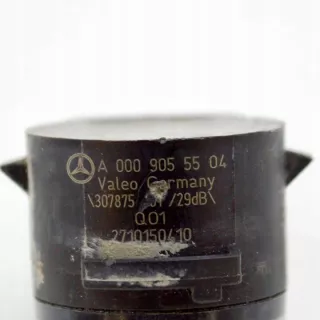 A 000 905 55 04
Valeo Germany
\307875 /29dB\
Q01
2710150410